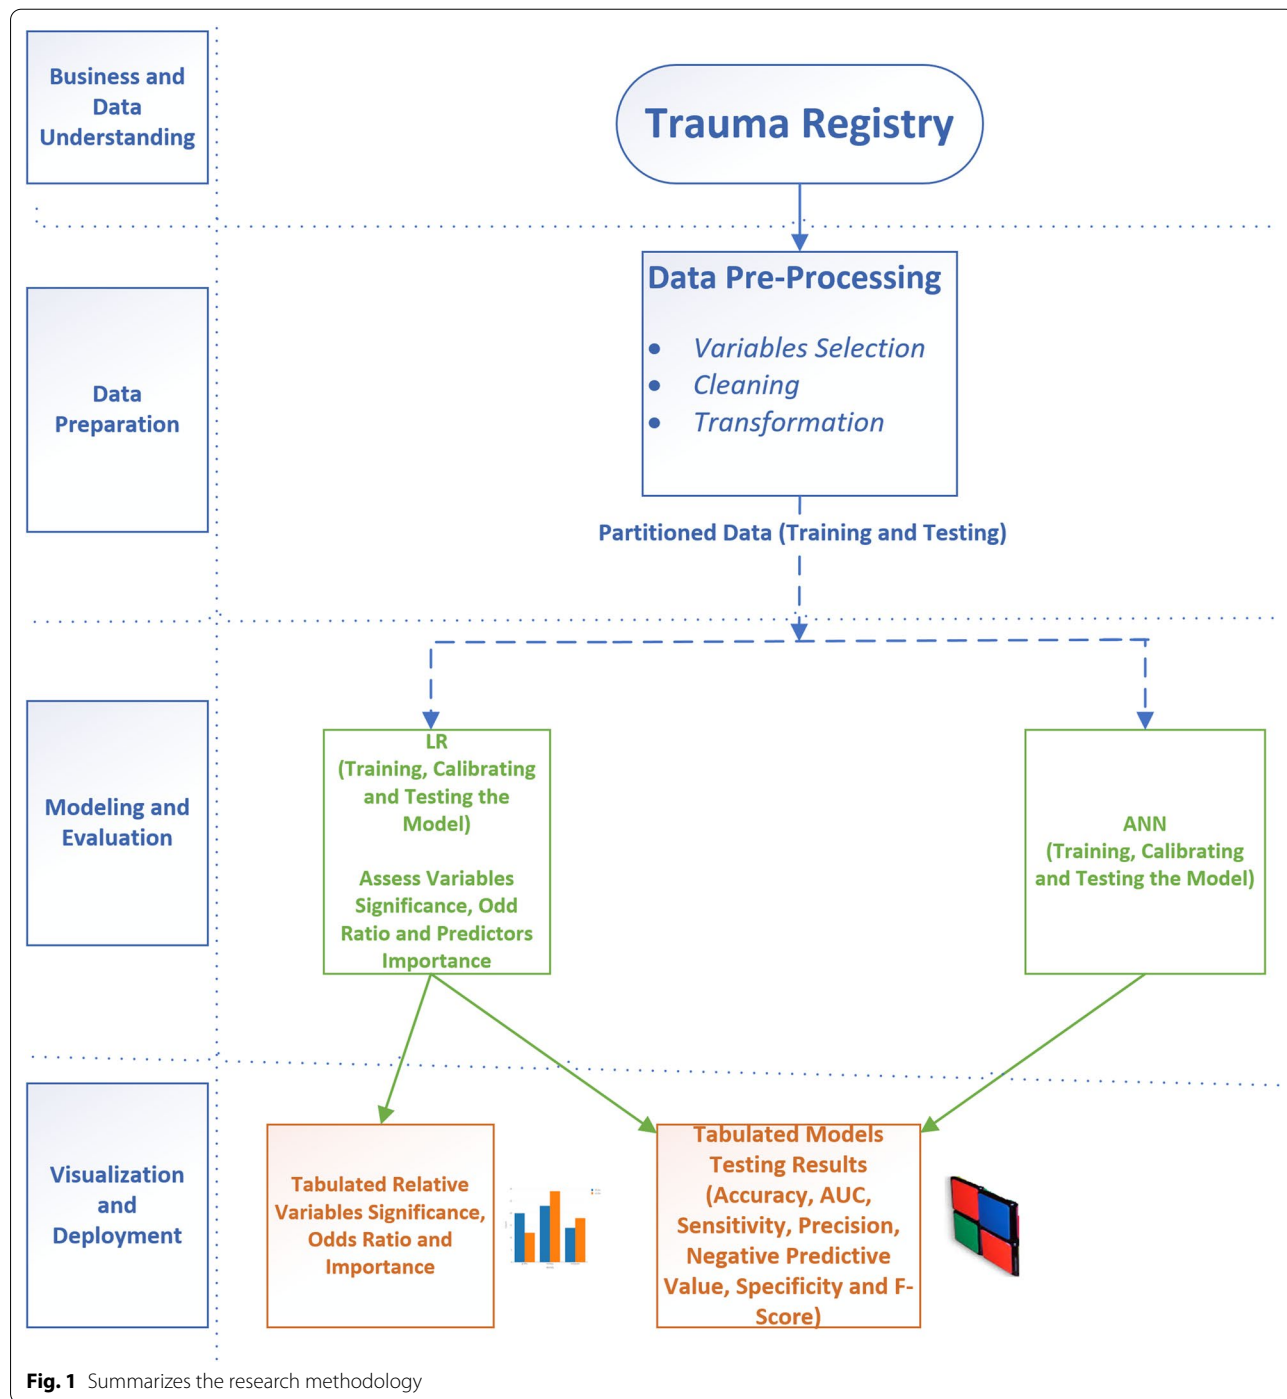 Business and
Data
Understanding
Trauma Registry
Data Pre-Processing
• Variables Selection
• Cleaning
• Transformation
Data
Preparation
Partitioned Data (Training and Testing)
Modeling and
Evaluation
LR
(Training, Calibrating
and Testing the
Model)
Assess Variables
Significance, Odd
Ratio and Predictors
Importance
ANN
(Training, Calibrating
and Testing the Model)
Visualization
and
Deployment
Tabulated Relative
Variables Significance,
Odds Ratio and
Importance
Tabulated Models
Testing Results
(Accuracy, AUC,
Sensitivity, Precision,
Negative Predictive
Value, Specificity and F-
Score)
Fig. 1 Summarizes the research methodology